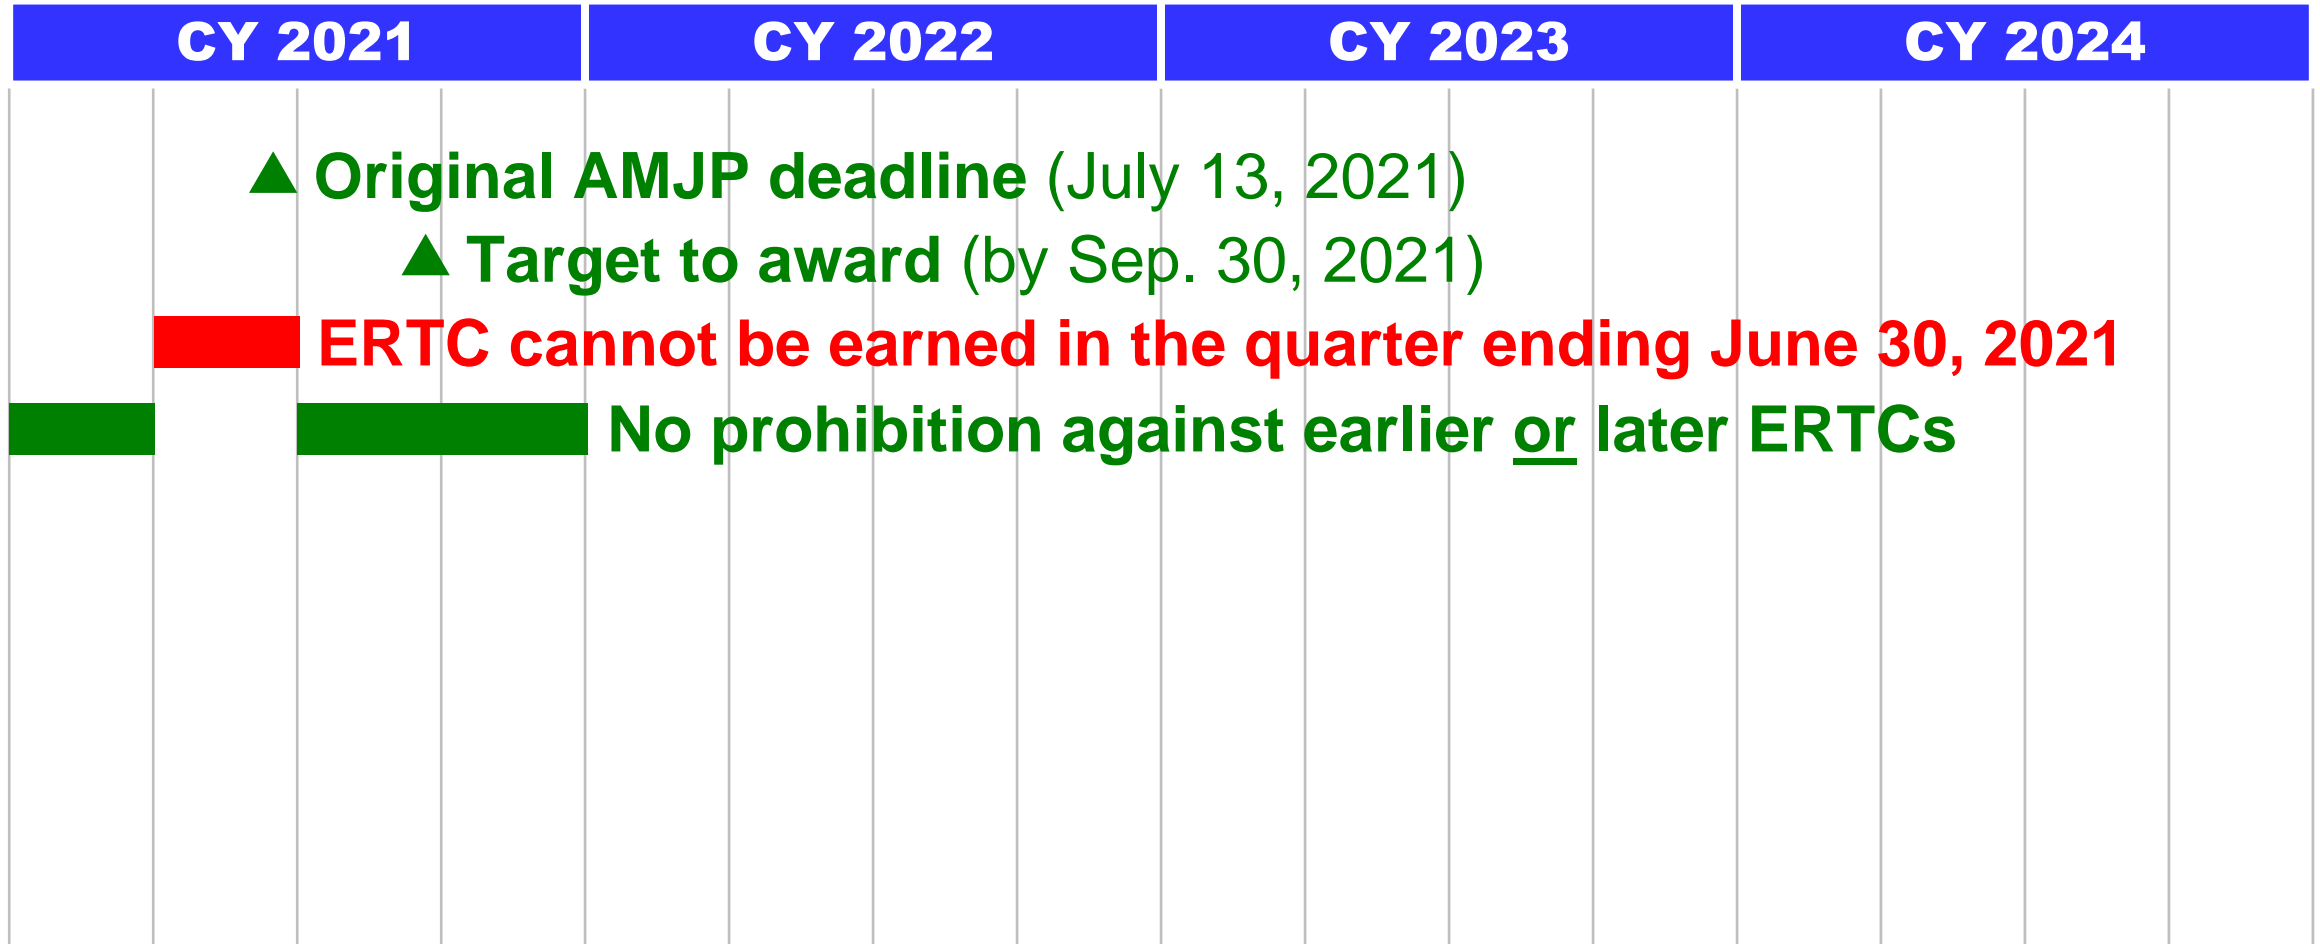 CY 2021 CY 2022 CY 2023 CY 2024
Original AMJP deadline (July 13, 2021)
Target to award (by Sep. 30, 2021)
ERTC cannot be earned in the quarter ending June 30, 2021
No prohibition against earlier or later ERTCs